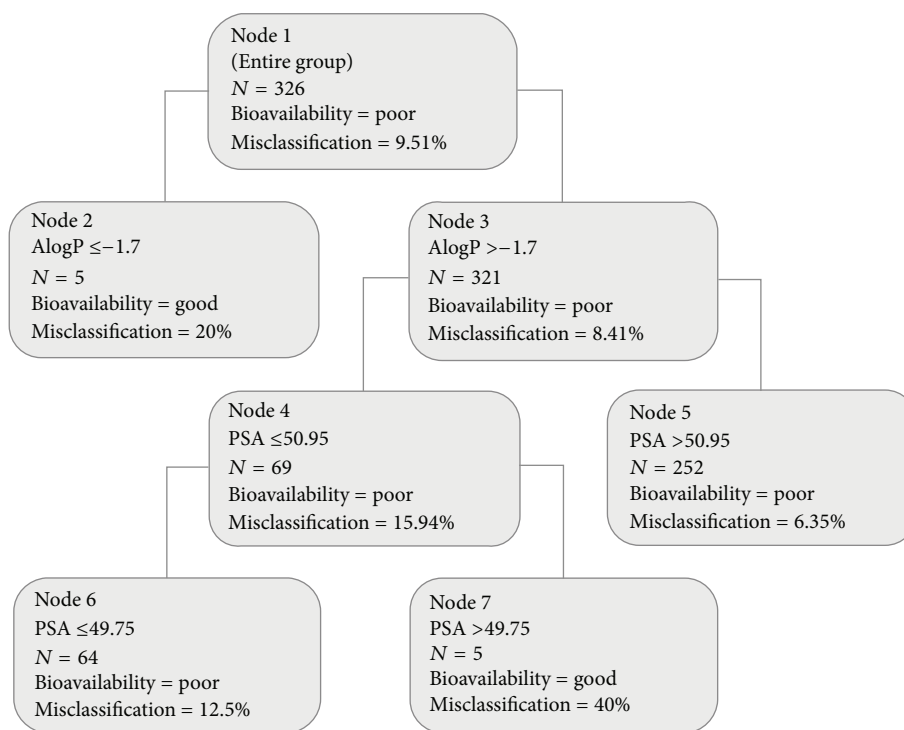 Node 1
(Entire group)
N = 326
Bioavailability = poor
Misclassification = 9.51%
Node 2
AlogP ≤−1.7
N = 5
Bioavailability = good
Misclassification = 20%
Node 3
AlogP >−1.7
N = 321
Bioavailability = poor
Misclassification = 8.41%
Node 4
PSA ≤50.95
N = 69
Bioavailability = poor
Misclassification = 15.94%
Node 5
PSA >50.95
N = 252
Bioavailability = poor
Misclassification = 6.35%
Node 6
PSA ≤49.75
N = 64
Bioavailability = poor
Misclassification = 12.5%
Node 7
PSA >49.75
N = 5
Bioavailability = good
Misclassification = 40%